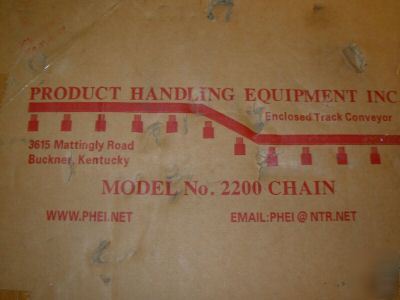 PRODUCT HANDLING EQUIPMENT INC
Enclosed Track Conveyor
3615 Mattingly Road
Buckner, Kentucky
MODEL No. 2200 CHAIN
WWW.PHEI.NET
EMAIL:PHEI @ NTR.NET